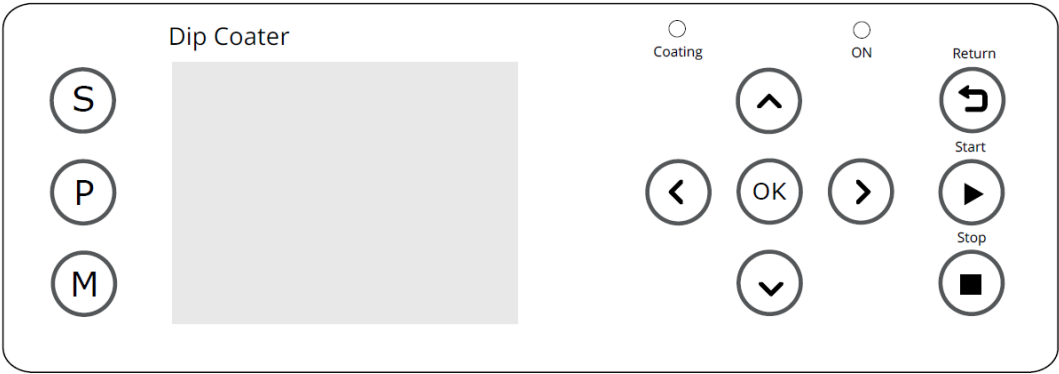 Dip Coater
Coating
ON
Return
S
Start
P
OK
Stop
M